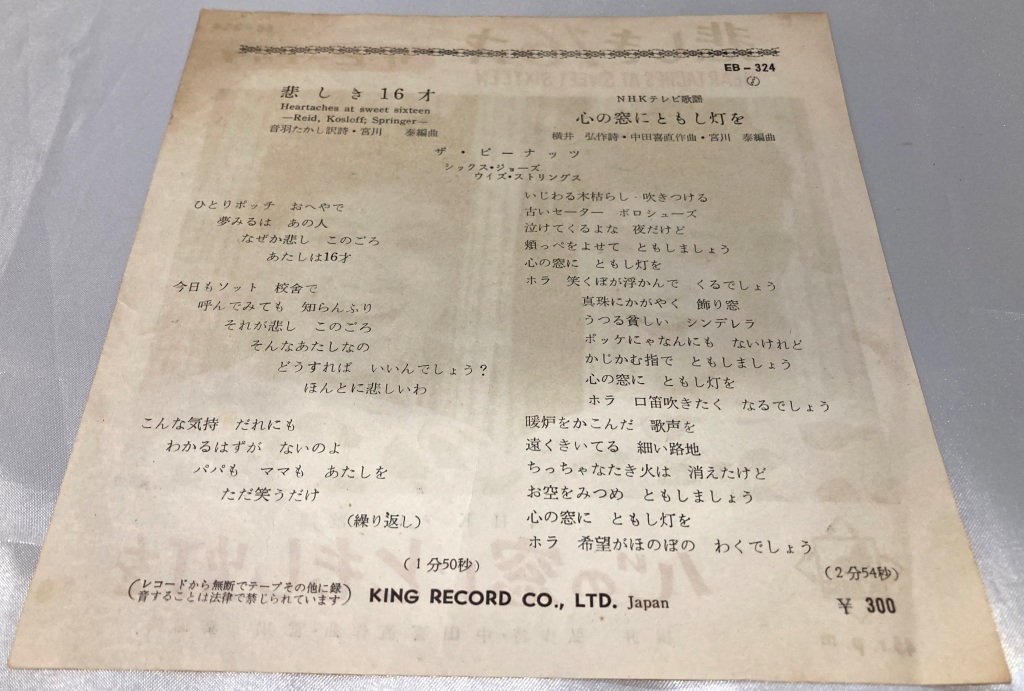 EB-324
悲しき16才
Heartaches at sweet sixteen
—Reid, Kosloff; Springer—
音羽たかし訳詩・宮川　泰編曲
NHKテレビ歌謡
心の窓にともし灯を
横井　弘作詩・中田喜直作曲・宮川　泰編曲
ザ・ピーナッツ
シックス・ジョーズ
ウイズ・ストリングス
ひとりボッチ　おへやで
夢みるは　あの人
なぜか悲し　このごろ
あたしは16才
今日もソット　校舎で
呼んでみても　知らんふり
それが悲し　このごろ
そんなあたしなの
どうすれば　いいんでしょう？
ほんとに悲しいわ
こんな気持　だれにも
わかるはずが　ないのよ
パパも　ママも　あたしを
ただ笑うだけ
（繰り返し）
（1分50秒）
いじわる木枯らし　吹きつける
古いセーター　ボロシューズ
泣けてくるよな　夜だけど
頬っぺをよせて　ともしましょう
心の窓に　ともし灯を
ホラ　えくぼが浮かんで　くるでしょう
真珠にかがやく　飾り窓
うつる貧しい　シンデレラ
ポッケにゃなんにも　ないけれど
かじかむ指で　ともしましょう
心の窓に　ともし灯を
ホラ　口笛吹きたく　なるでしょう
暖炉をかこんだ　歌声を
遠くきいてる　細い路地
ちっちゃなたき火は　消えたけど
お空をみつめ　ともしましょう
心の窓に　ともし灯を
ホラ　希望がほのぼの　わくでしょう
（2分54秒）
（レコードから無断でテープその他に録
音することは法律で禁じられています）
KING RECORD CO., LTD. Japan
¥ 300